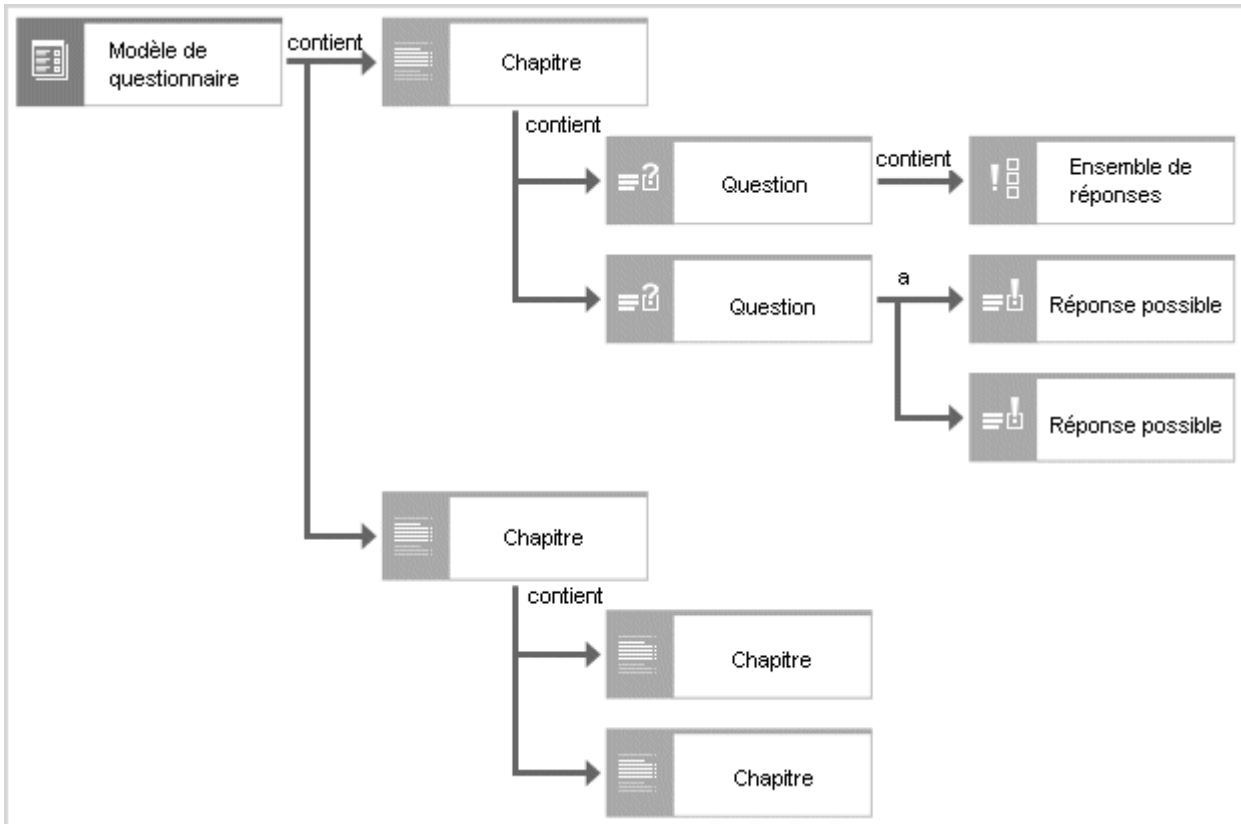 Modèle de
questionnaire
contient
Chapitre
contient
Question
contient
Ensemble de
réponses
Question
a
Réponse possible
Réponse possible
Chapitre
contient
Chapitre
Chapitre